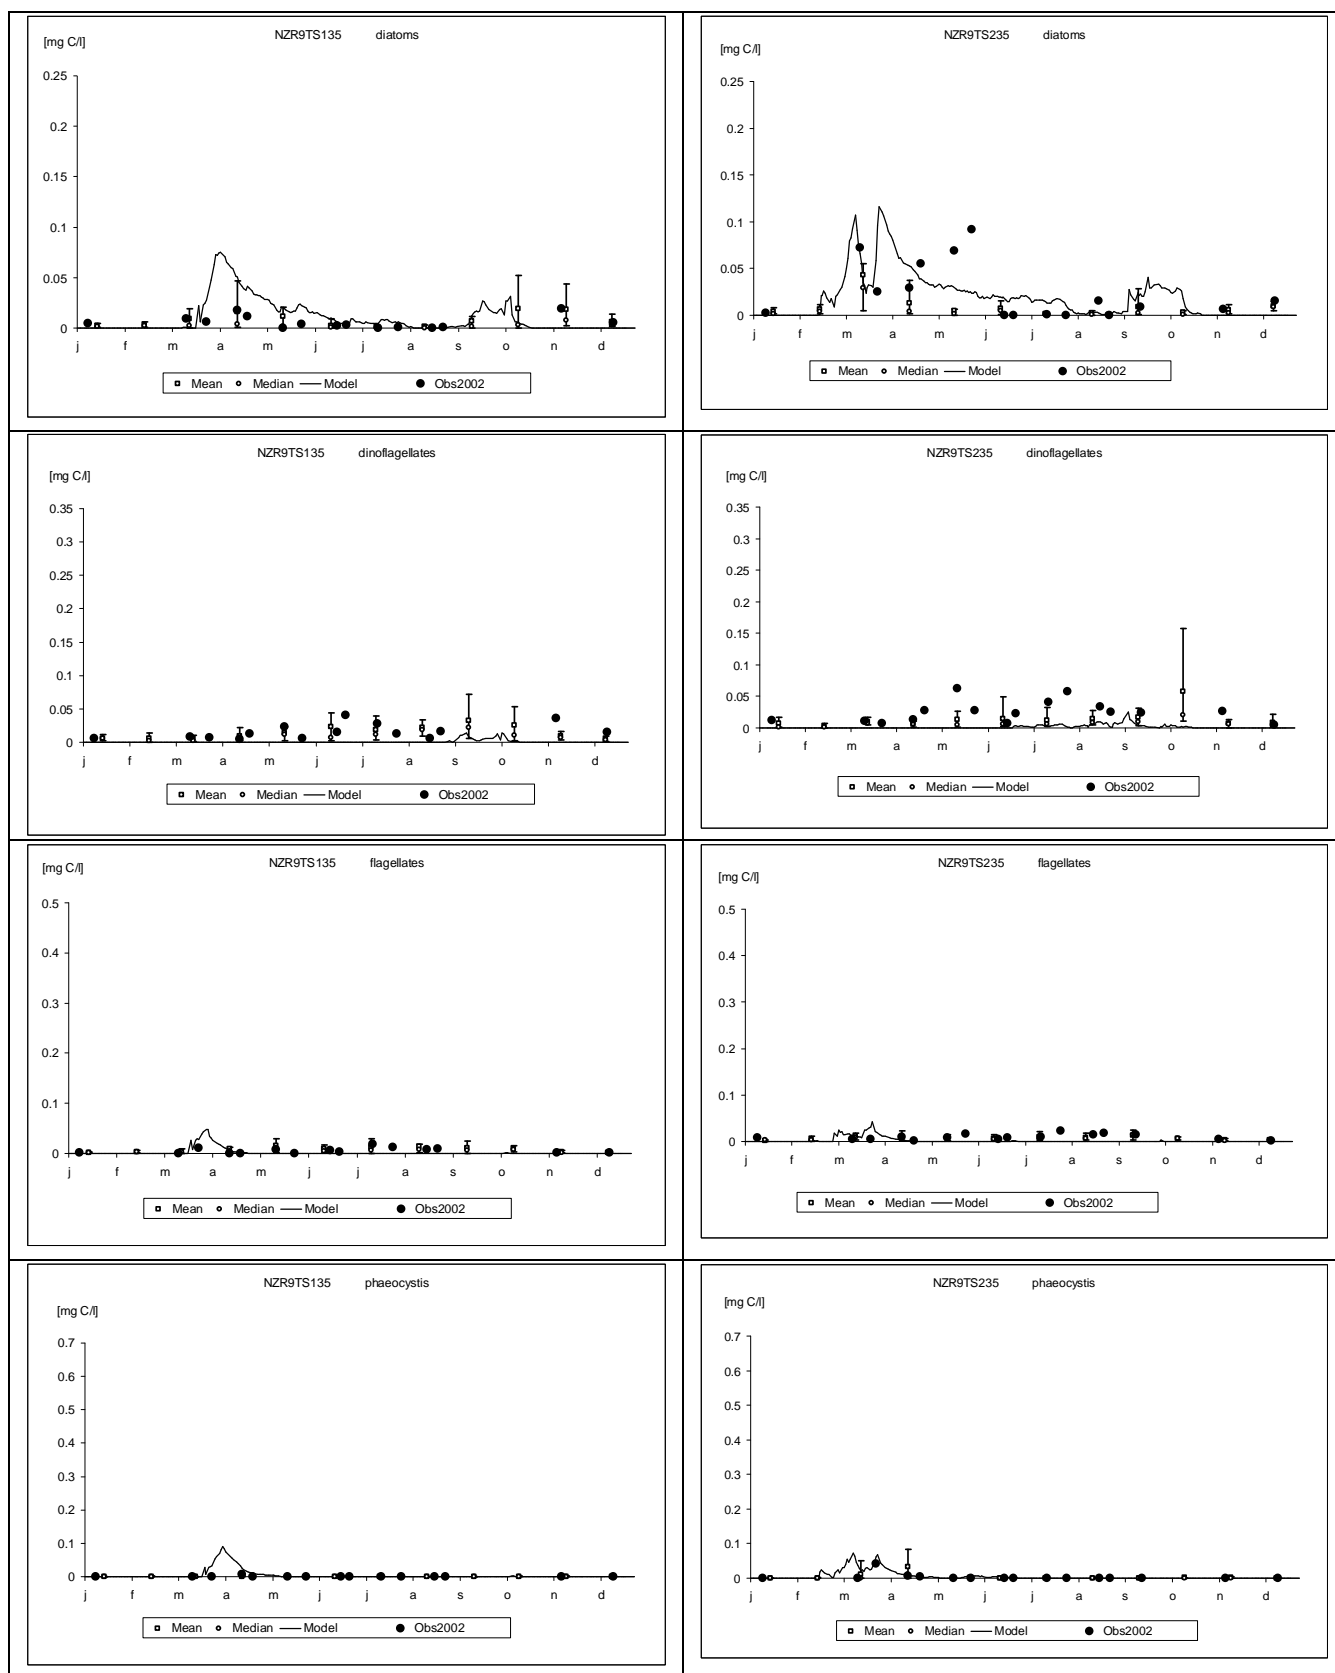 NZR9TS135 diatoms
[mg C/l]
0.25
0.2
0.15
0.1
0.05
0
j f m a m j j a s o n d
Mean Median Model Obs2002
NZR9TS235 diatoms
[mg C/l]
0.25
0.2
0.15
0.1
0.05
0
j f m a m j j a s o n d
Mean Median Model Obs2002
NZR9TS135 dinoflagellates
[mg C/l]
0.35
0.3
0.25
0.2
0.15
0.1
0.05
0
j f m a m j j a s o n d
Mean Median Model Obs2002
NZR9TS235 dinoflagellates
[mg C/l]
0.35
0.3
0.25
0.2
0.15
0.1
0.05
0
j f m a m j j a s o n d
Mean Median Model Obs2002
NZR9TS135 flagellates
[mg C/l]
0.5
0.4
0.3
0.2
0.1
0
j f m a m j j a s o n d
Mean Median Model Obs2002
NZR9TS235 flagellates
[mg C/l]
0.5
0.4
0.3
0.2
0.1
0
j f m a m j j a s o n d
Mean Median Model Obs2002
NZR9TS135 phaeocystis
[mg C/l]
0.7
0.6
0.5
0.4
0.3
0.2
0.1
0
j f m a m j j a s o n d
Mean Median Model Obs2002
NZR9TS235 phaeocystis
[mg C/l]
0.7
0.6
0.5
0.4
0.3
0.2
0.1
0
j f m a m j j a s o n d
Mean Median Model Obs2002